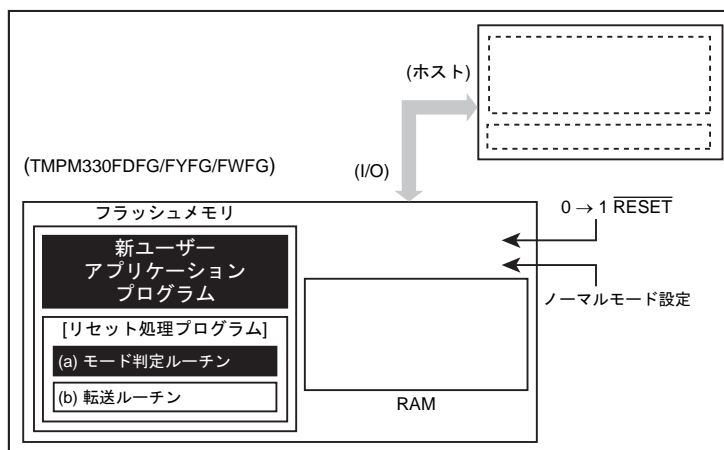 (ホスト)
(TMPM330FDFG/FYFG/FWFG)
(I/O)
フラッシュメモリ
0 → 1 RESET
新ユーザー
アプリケーション
プログラム
ノーマルモード設定
[リセット処理プログラム]
(a) モード判定ルーチン
(b) 転送ルーチン
RAM